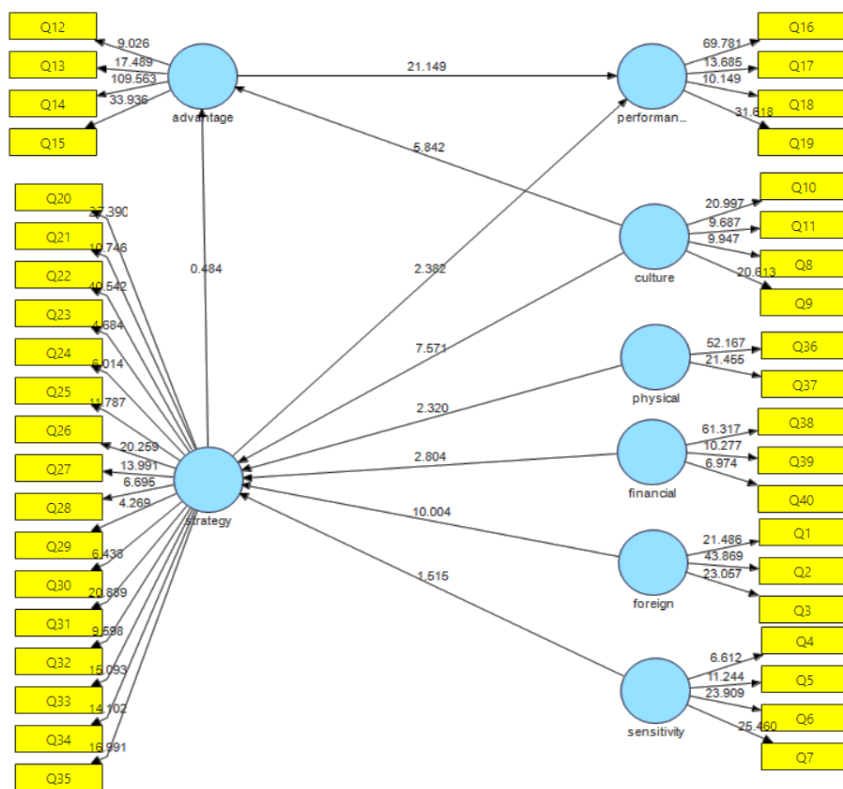 Q12
Q13
Q14
Q15
9.026
17.489
109.563
33.936
advantage
21.149
performan...
69.781
13.685
10.149
31.618
Q16
Q17
Q18
Q19
5.842
0.484
2.382
7.571
culture
20.997
9.687
9.947
20.613
Q10
Q11
Q8
Q9
2.320
physical
52.167
21.455
Q36
Q37
2.804
financial
61.317
10.277
6.974
Q38
Q39
Q40
10.004
foreign
21.486
43.869
23.057
Q1
Q2
Q3
1.515
sensitivity
6.612
11.244
23.909
25.460
Q4
Q5
Q6
Q7
strategy
Q20
Q21
Q22
Q23
Q24
Q25
Q26
Q27
Q28
Q29
Q30
Q31
Q32
Q33
Q34
Q35
27.390
10.746
40.542
4.684
6.014
11.787
20.259
13.991
6.695
4.269
6.438
20.889
9.598
15.093
14.102
16.991